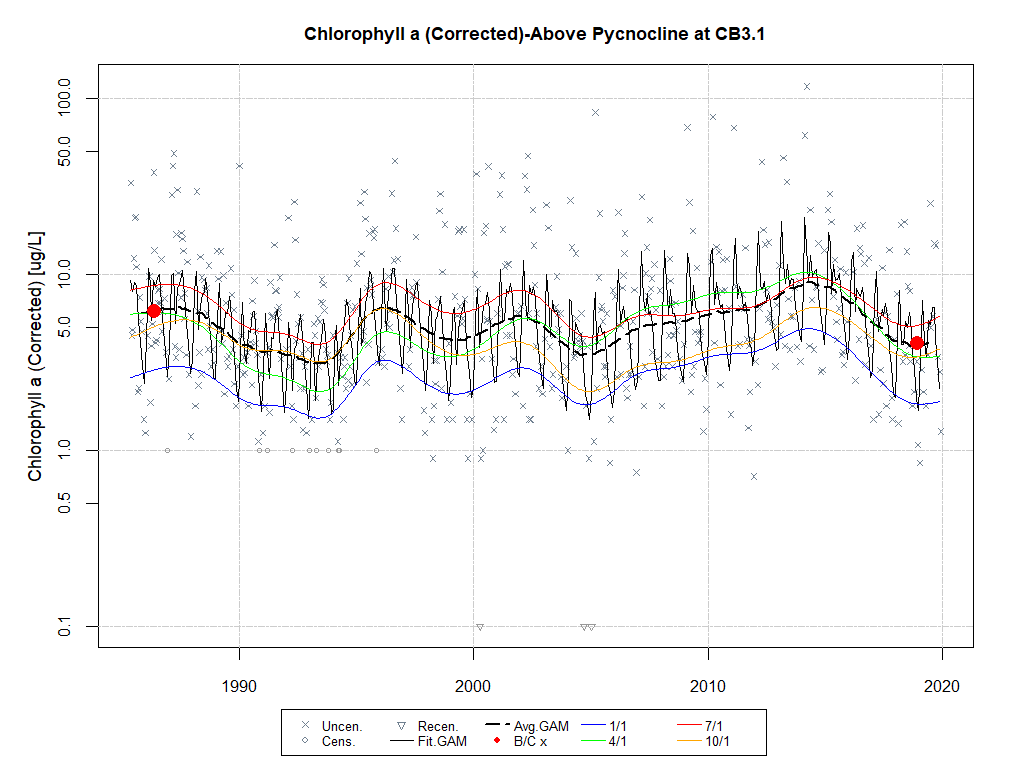 Chlorophyll a (Corrected)-Above Pycnocline at CB3.1
Chlorophyll a (Corrected) [ug/L]
100.0
50.0
10.0
5.0
1.0
0.5
0.1
1990 2000 2010 2020
Uncen. Recen. Avg.GAM 1/1 7/1
Cens. Fit.GAM B/C x 4/1 10/1